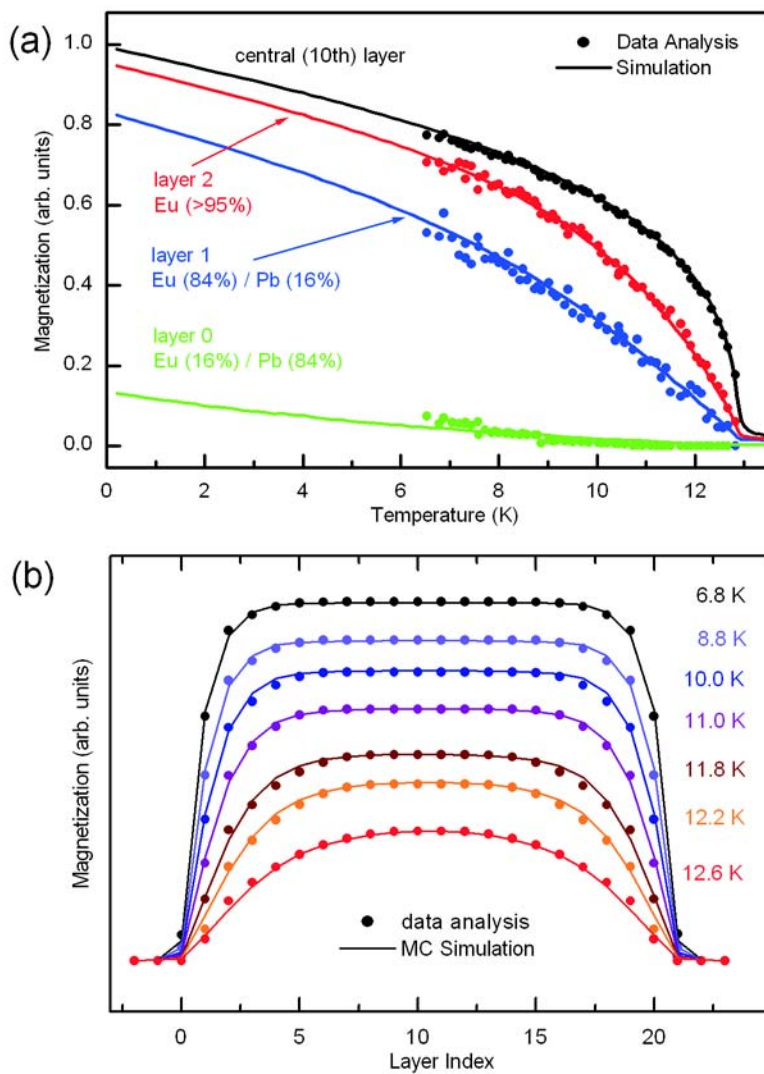 (a)
1.0
0.8
0.6
0.4
0.2
0.0
Magnetization (arb. units)
central (10th) layer
Data Analysis
Simulation
layer 2
Eu (>95%)
layer 1
Eu (84%) / Pb (16%)
layer 0
Eu (16%) / Pb (84%)
0 2 4 6 8 10 12
Temperature (K)
(b)
Magnetization (arb. units)
6.8 K
8.8 K
10.0 K
11.0 K
11.8 K
12.2 K
12.6 K
data analysis
MC Simulation
0 5 10 15 20
Layer Index